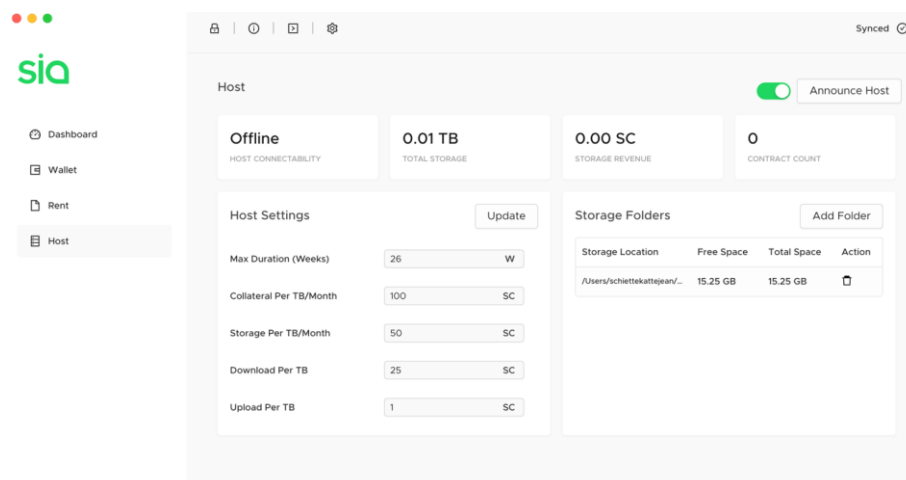 Synced
sia
Host
Announce Host
Dashboard
Wallet
Rent
Host
Offline
HOST CONNECTABILITY
0.01 TB
TOTAL STORAGE
0.00 SC
STORAGE REVENUE
0
CONTRACT COUNT
Host Settings
Update
Max Duration (Weeks) 26 W
Collateral Per TB/Month 100 SC
Storage Per TB/Month 50 SC
Download Per TB 25 SC
Upload Per TB 1 SC
Storage Folders
Add Folder
Storage Location Free Space Total Space Action
/Users/schiettekattejean/... 15.25 GB 15.25 GB